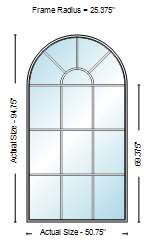 Frame Radius = 25.375"
Actual Size - 94.75"
69.375"
Actual Size - 50.75"